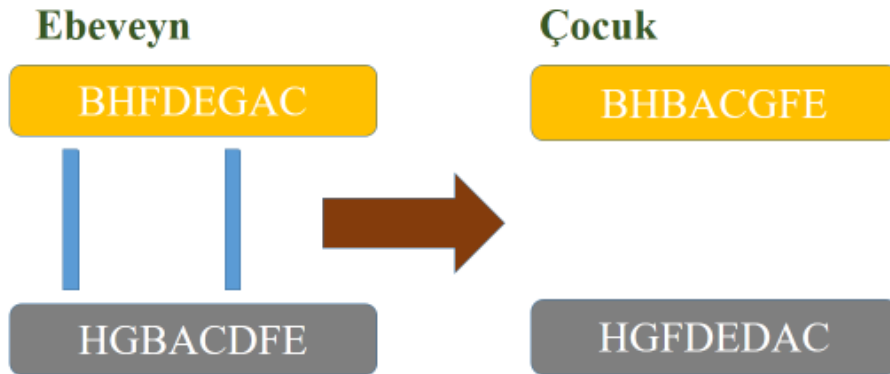 Ebeveyn
Çocuk
BHFDEGAC
BHBACGFE
HGBACDFE
HGFDEDAC